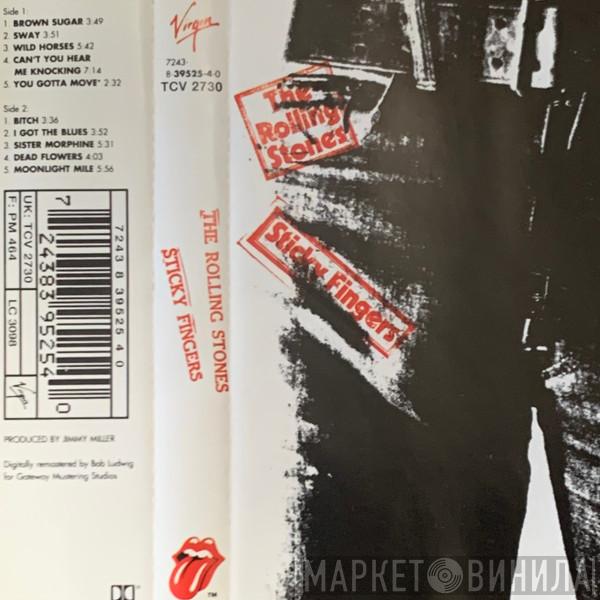 Side 1:
1. BROWN SUGAR 3:49
2. SWAY 3:51
3. WILD HORSES 5:42
4. CAN'T YOU HEAR
ME KNOCKING 7:14
5. YOU GOTTA MOVE* 2:32
Side 2:
1. BITCH 3:36
2. I GOT THE BLUES 3:52
3. SISTER MORPHINE 5:31
4. DEAD FLOWERS 4:03
5. MOONLIGHT MILE 5:56
7243 8 39525 4 0
7 24383 95254 0
UK: TCV 2730
F: PM 464
LC 3098
Virgin
PRODUCED BY JIMMY MILLER
Digitally remastered by Bob Ludwig
for Gateway Mastering Studios
Virgin
7243·
8·39525·4·0
TCV 2730
THE ROLLING STONES
STICKY FINGERS
TM
The
Rolling
Stones
Sticky Fingers
МАРКЕТ ВИНИЛА